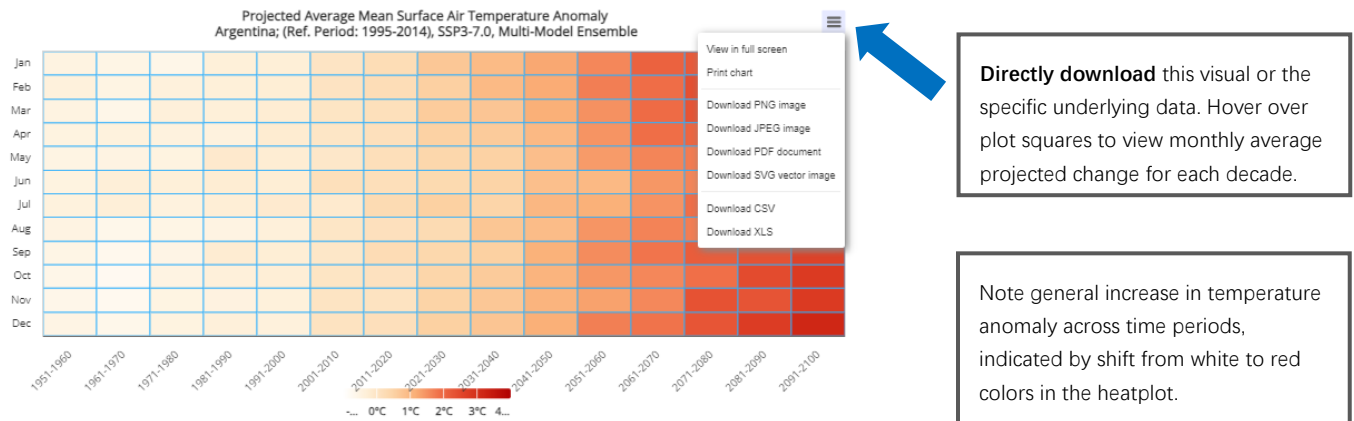 Projected Average Mean Surface Air Temperature Anomaly
Argentina; (Ref. Period: 1995-2014), SSP3-7.0, Multi-Model Ensemble
View in full screen
Print chart
Download PNG image
Download JPEG image
Download PDF document
Download SVG vector image
Download CSV
Download XLS
Jan
Feb
Mar
Apr
May
Jun
Jul
Aug
Sep
Oct
Nov
Dec
1951-1960
1961-1970
1971-1980
1981-1990
1991-2000
2001-2010
2011-2020
2021-2030
2031-2040
2041-2050
2051-2060
2061-2070
2071-2080
2081-2090
2091-2100
-... 0°C 1°C 2°C 3°C 4...
Directly download this visual or the
specific underlying data. Hover over
plot squares to view monthly average
projected change for each decade.
Note general increase in temperature
anomaly across time periods,
indicated by shift from white to red
colors in the heatplot.